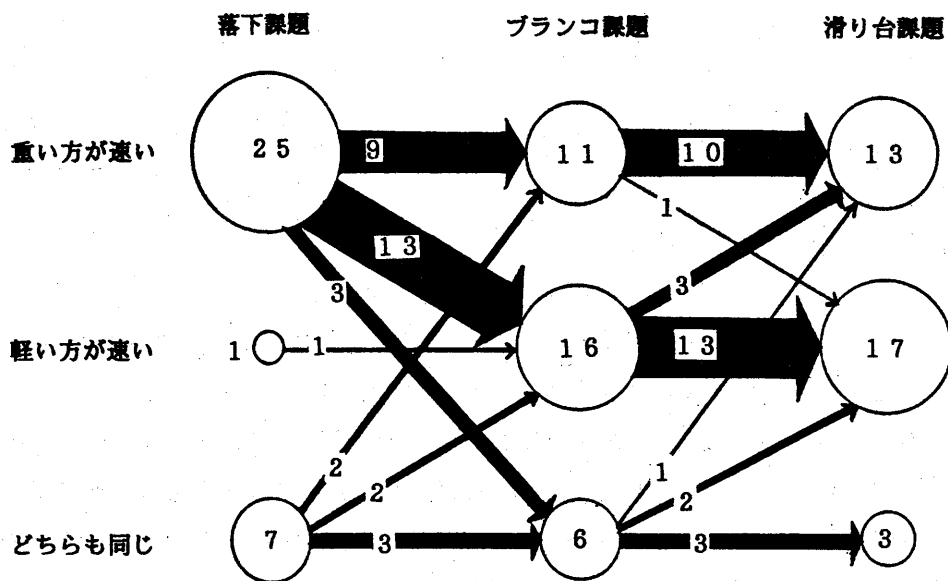 落下課題 ブランコ課題 滑り台課題
重い方が速い 25 9 11 10 13
1
13
3 3
軽い方が速い 1 1 16 13 17
2 1
2 2
どちらも同じ 7 3 6 3 3